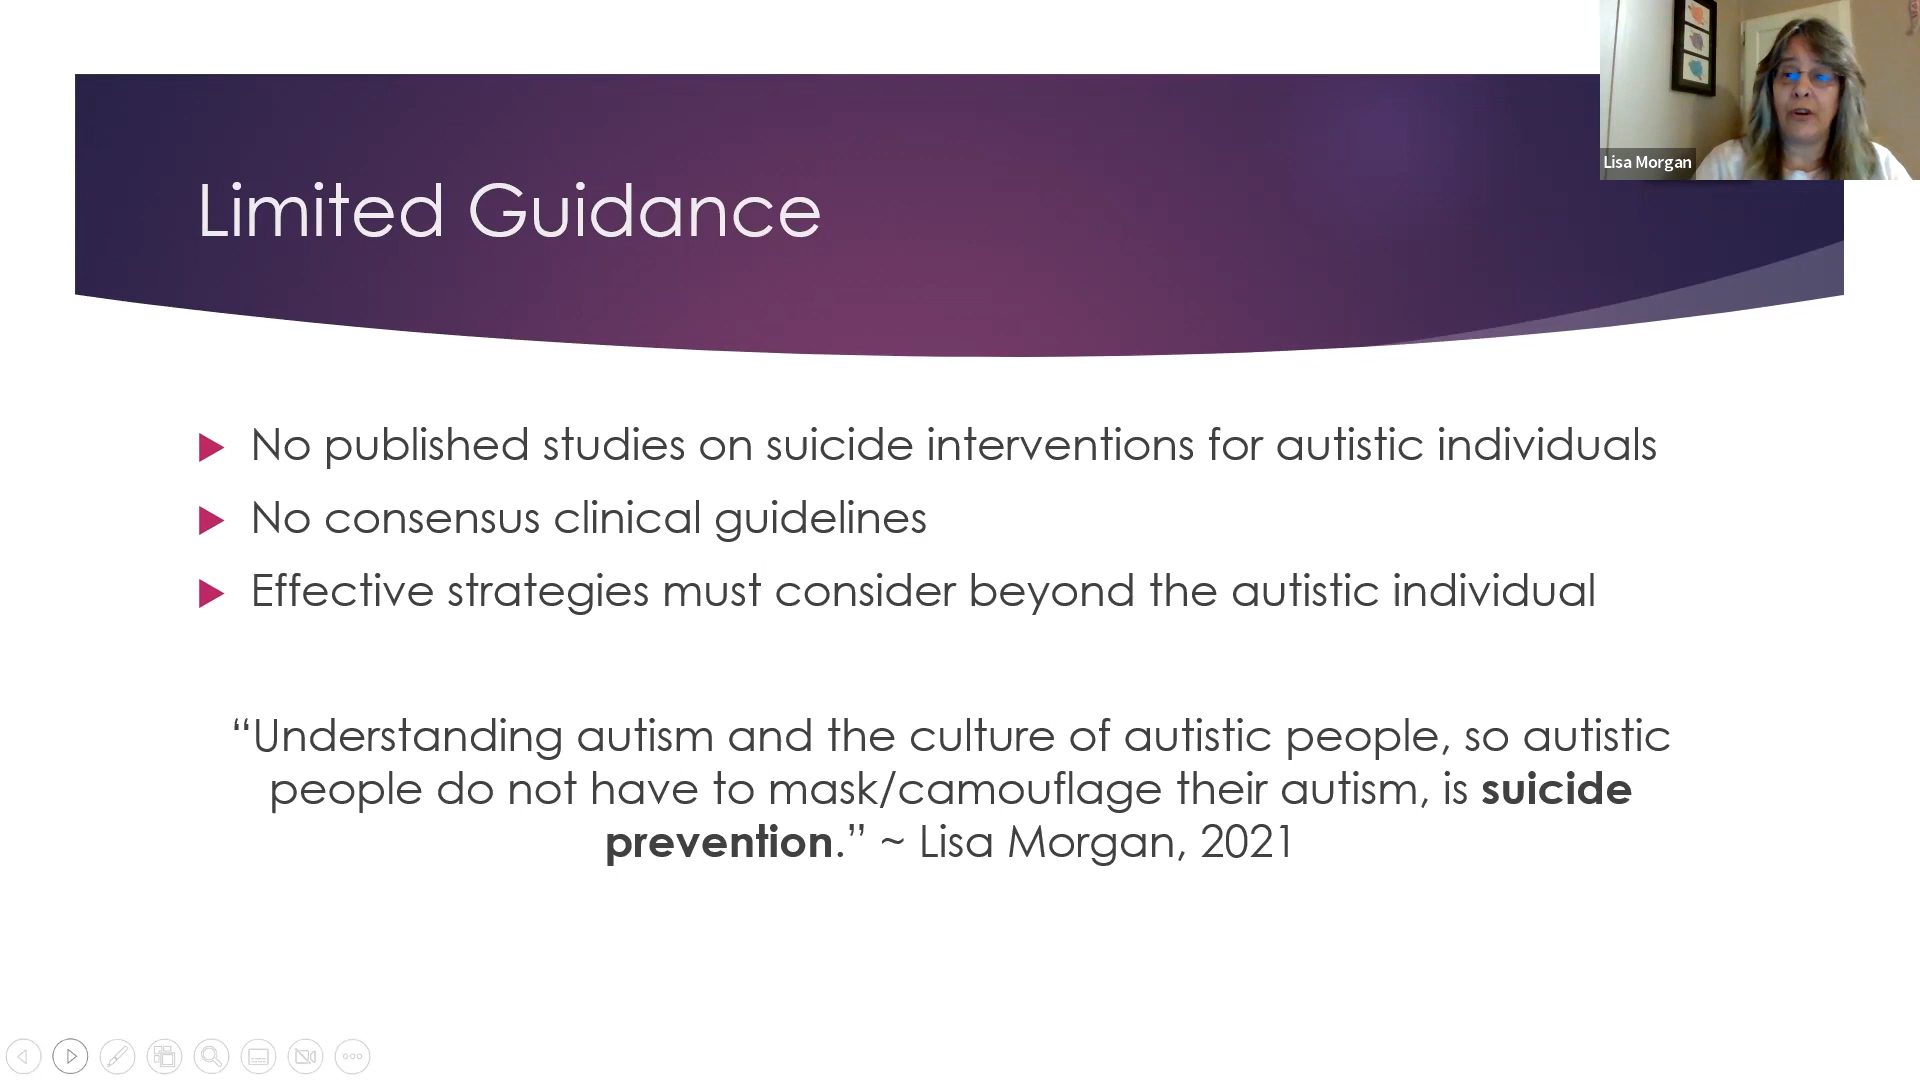 Lisa Morgan
Limited Guidance
No published studies on suicide interventions for autistic individuals
No consensus clinical guidelines
Effective strategies must consider beyond the autistic individual
“Understanding autism and the culture of autistic people, so autistic
people do not have to mask/camouflage their autism, is suicide
prevention.” ~ Lisa Morgan, 2021